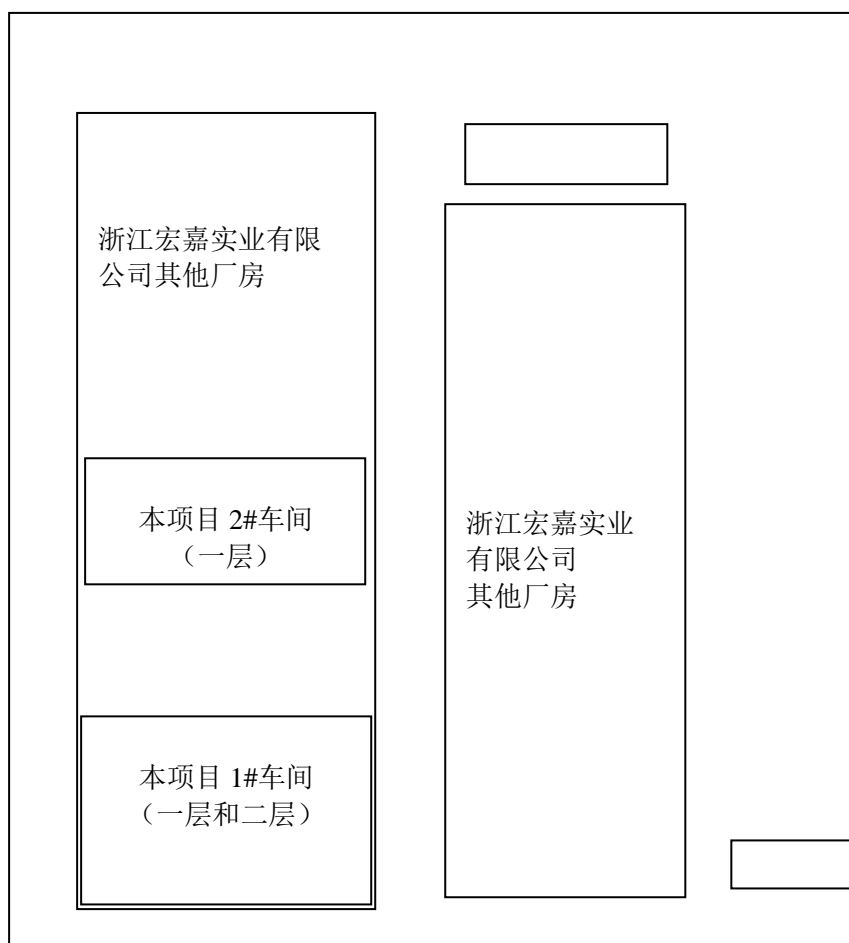 浙江宏嘉实业有限
公司其他厂房
本项目 2#车间
（一层）
本项目 1#车间
（一层和二层）
浙江宏嘉实业
有限公司
其他厂房